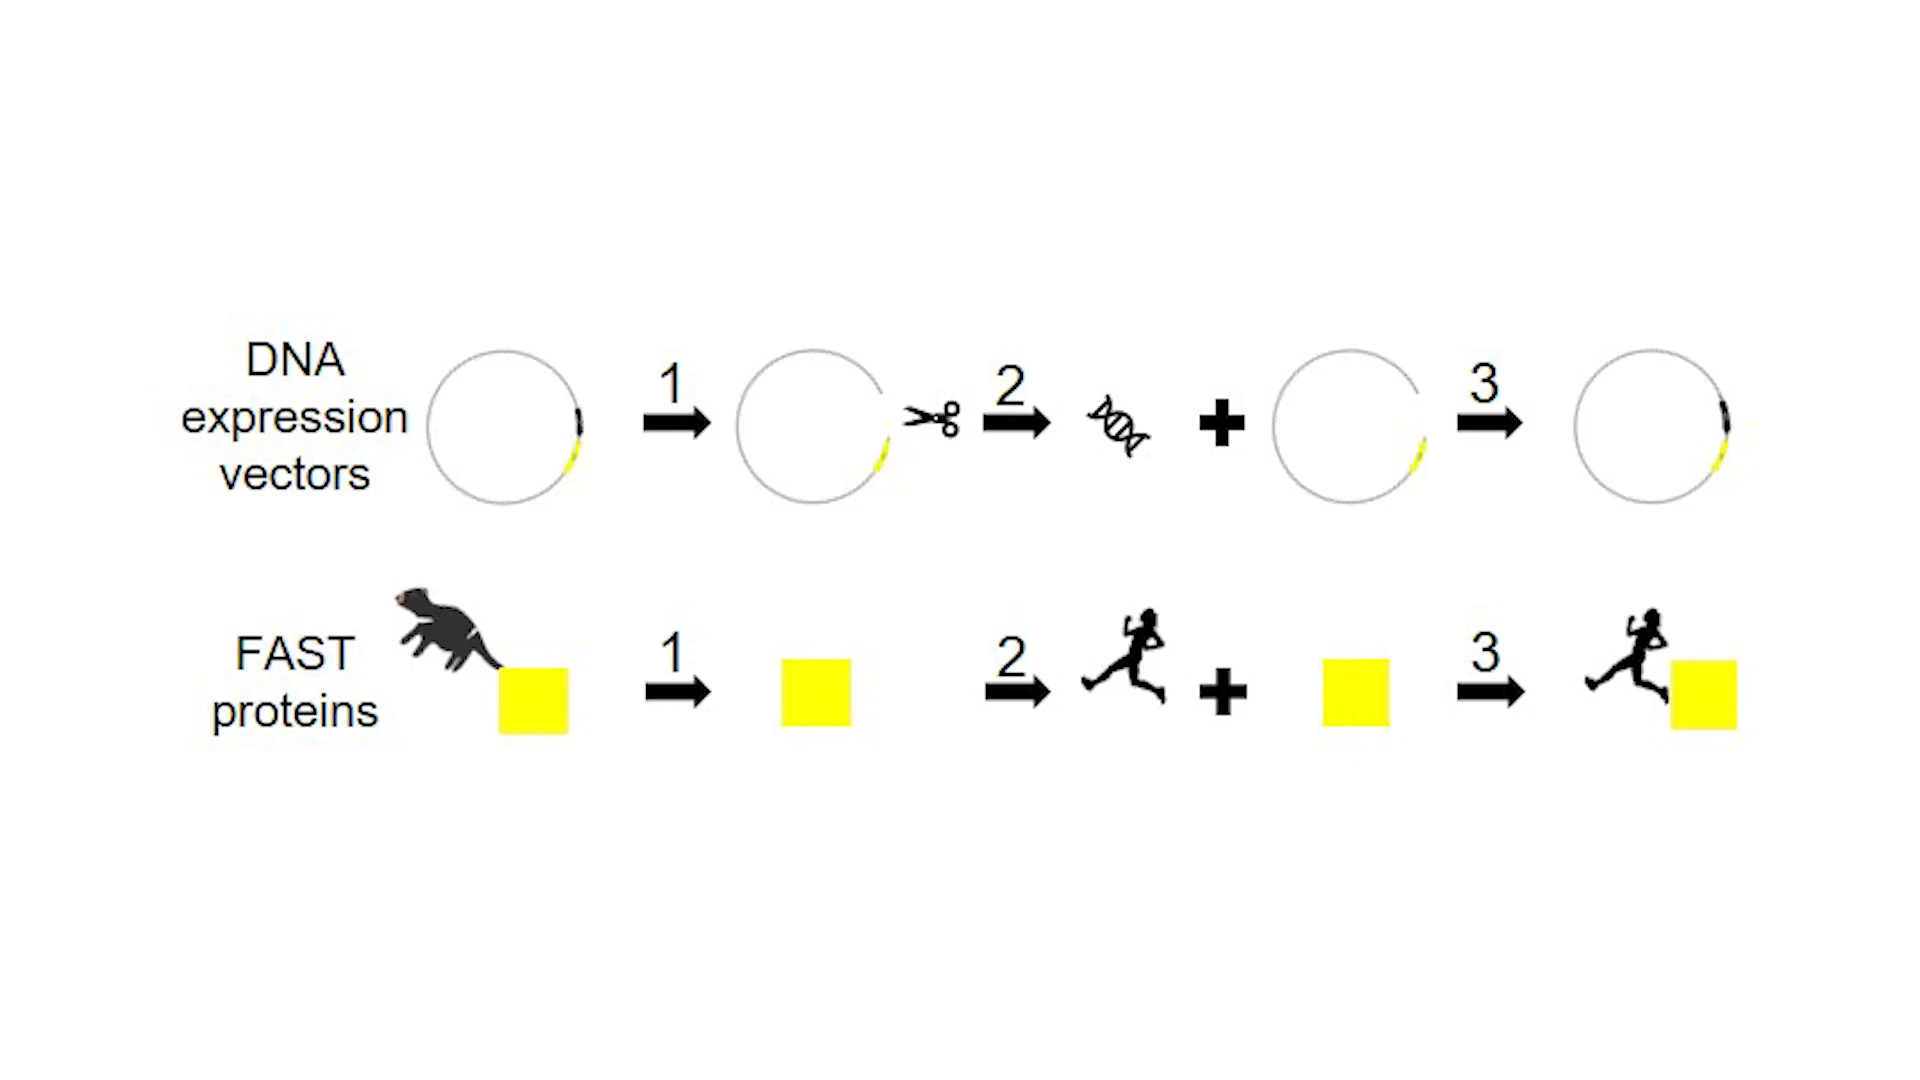 DNA
expression
vectors
1
2
3
FAST
proteins
1
2
3